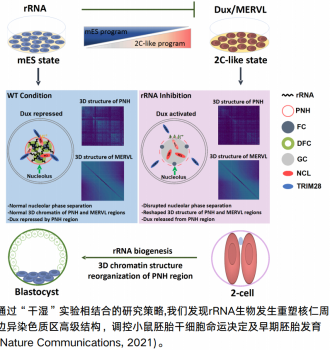 rRNA
Dux/MERVL
mES program
2C-like program
mES state
2C-like state
WT Condition
rRNA Inhibition
3D structure of PNH
3D structure of PNH
Dux repressed
Dux activated
3D structure of MERVL
3D structure of MERVL
Nucleolus
Nucleolus
-Normal nucleolar phase separation
-Normal 3D chromatin of PNH and MERVL regions
-Dux repressed by PNH region
-Disrupted nucleolar phase separation
-Reshaped 3D structure of PNH and MERVL regions
-Dux released from PNH region
rRNA
PNH
FC
DFC
GC
NCL
TRIM28
rRNA biogenesis
3D chromatin structure
reorganization of PNH region
Blastocyst
2-cell
通过“干湿”实验相结合的研究策略,我们发现rRNA生物发生重塑核仁周
边异染色质区高级结构，调控小鼠胚胎干细胞命运决定及早期胚胎发育
(Nature Communications, 2021)。